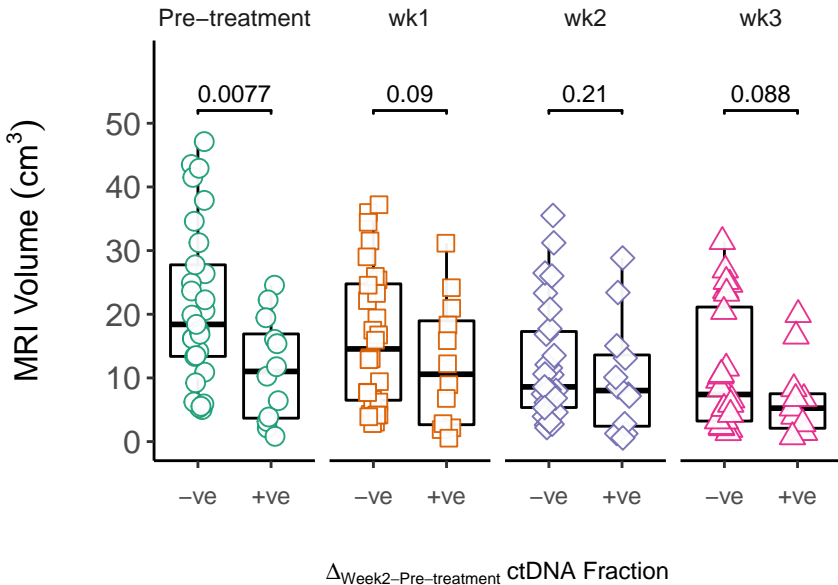 Pre−treatment wk1 wk2 wk3
0.0077 0.09 0.21 0.088
MRI Volume (cm³)
50
40
30
20
10
0
−ve +ve −ve +ve −ve +ve −ve +ve
Δ Week2−Pre−treatment ctDNA Fraction